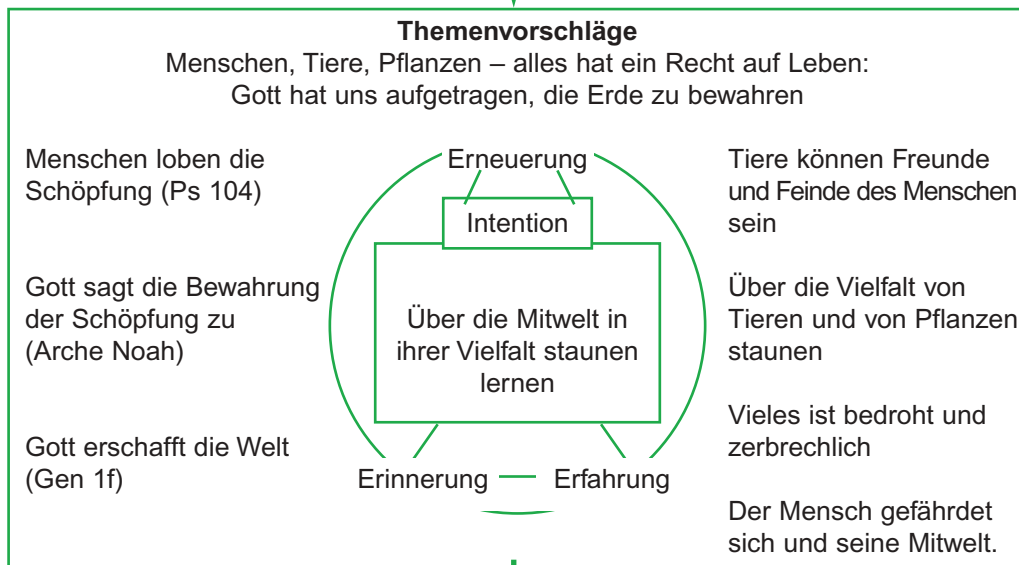 Themenvorschläge
Menschen, Tiere, Pflanzen – alles hat ein Recht auf Leben:
Gott hat uns aufgetragen, die Erde zu bewahren
Menschen loben die
Schöpfung (Ps 104)
Gott sagt die Bewahrung
der Schöpfung zu
(Arche Noah)
Gott erschafft die Welt
(Gen 1f)
Erneuerung
Intention
Über die Mitwelt in
ihrer Vielfalt staunen
lernen
Erinnerung
Erfahrung
Tiere können Freunde
und Feinde des Menschen
sein
Über die Vielfalt von
Tieren und von Pflanzen
staunen
Vieles ist bedroht und
zerbrechlich
Der Mensch gefährdet
sich und seine Mitwelt.